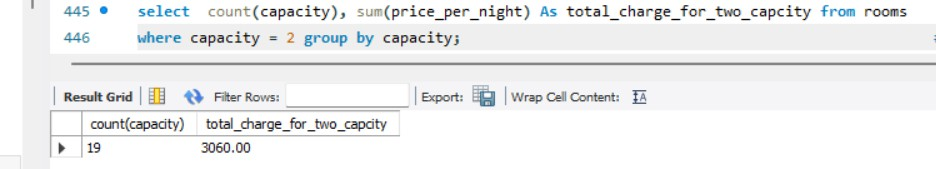 445 select count(capacity), sum(price_per_night) As total_charge_for_two_capcity from rooms
446 where capacity = 2 group by capacity;
Result Grid Filter Rows: Export: Wrap Cell Content:
count(capacity) total_charge_for_two_capcity
19 3060.00